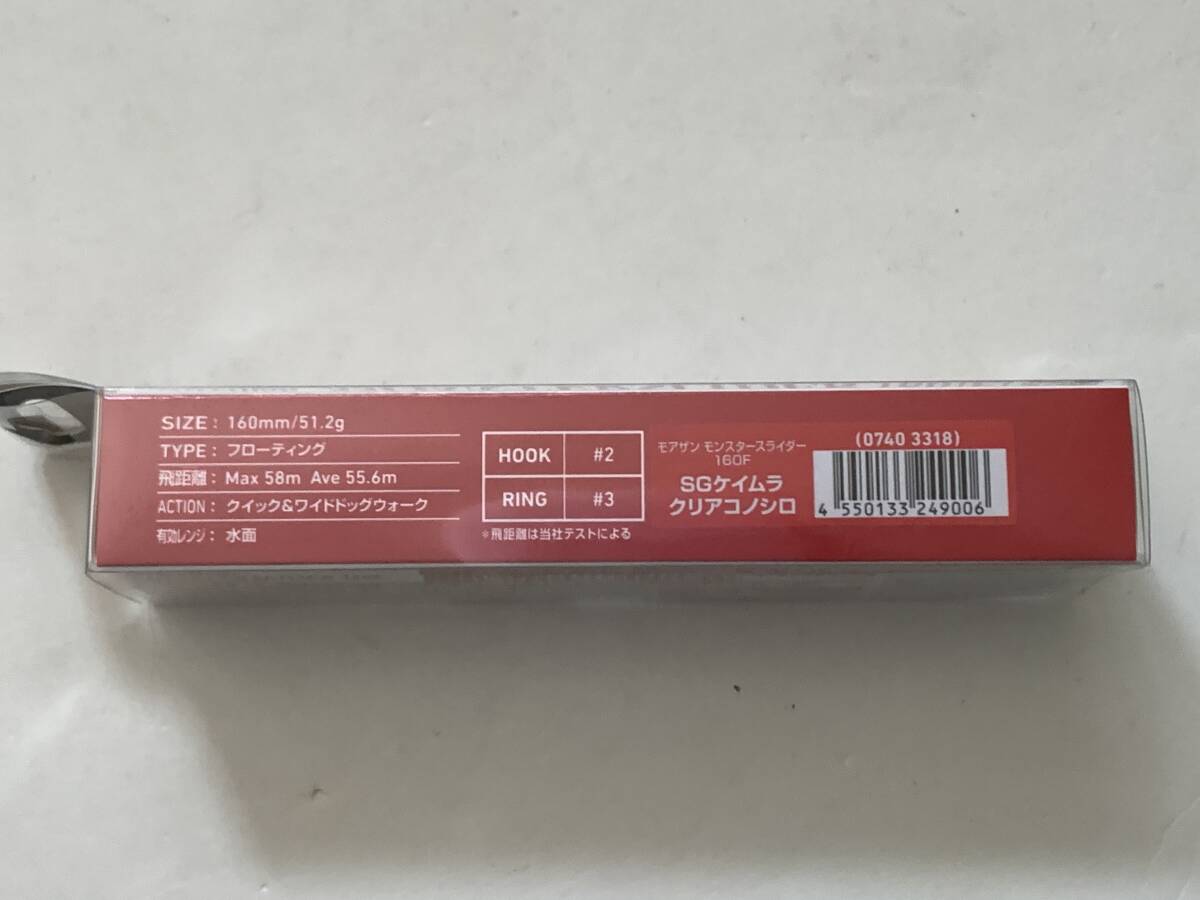 SIZE: 160mm/51.2g
TYPE: フローティング
飛距離: Max 58m Ave 55.6m
ACTION: クイック&ワイドドッグウォーク
有効レンジ: 水面
HOOK #2
RING #3
*飛距離は当社テストによる
モアザン モンスタースライダー
160F
SGケイムラ
クリアコノシロ
(0740 3318)
4 550133 249006